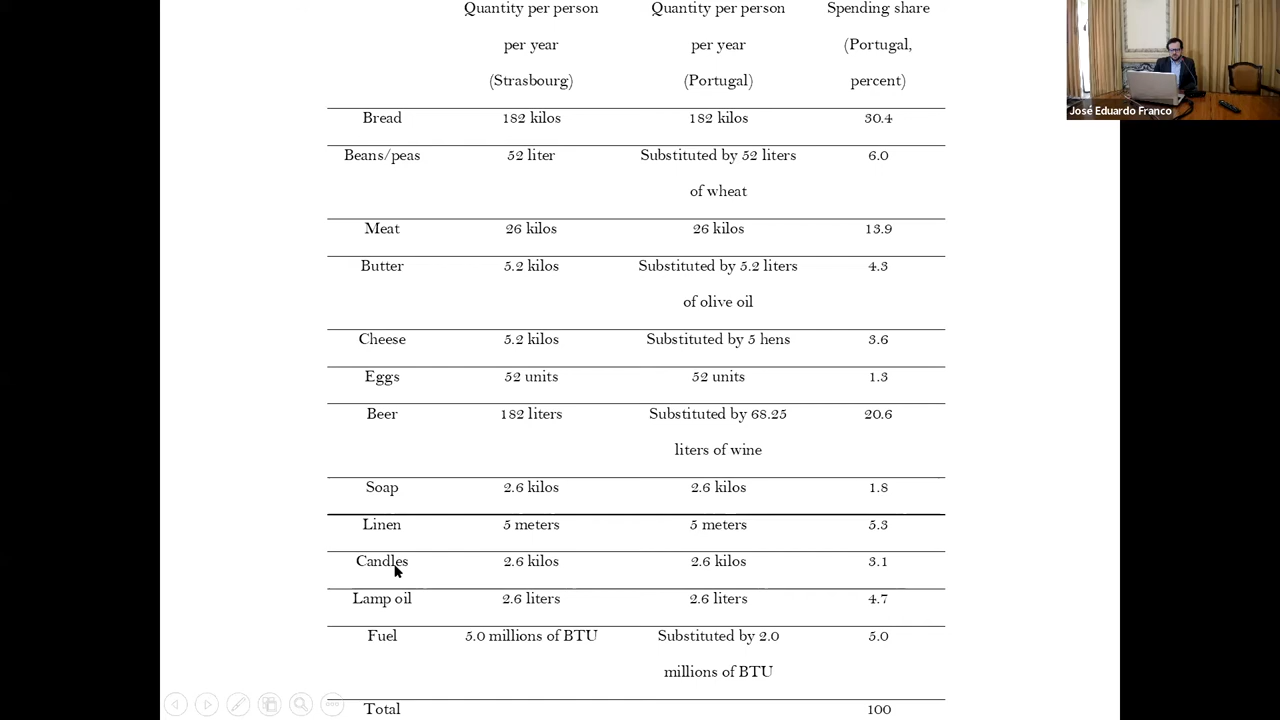 Quantity per person Quantity per person Spending share
per year per year (Portugal,
(Strasbourg) (Portugal) percent)
Bread 182 kilos 182 kilos 30.4
Beans/peas 52 liter Substituted by 52 liters 6.0
of wheat
Meat 26 kilos 26 kilos 13.9
Butter 5.2 kilos Substituted by 5.2 liters 4.3
of olive oil
Cheese 5.2 kilos Substituted by 5 hens 3.6
Eggs 52 units 52 units 1.3
Beer 182 liters Substituted by 68.25 20.6
liters of wine
Soap 2.6 kilos 2.6 kilos 1.8
Linen 5 meters 5 meters 5.3
Candles 2.6 kilos 2.6 kilos 3.1
Lamp oil 2.6 liters 2.6 liters 4.7
Fuel 5.0 millions of BTU Substituted by 2.0 5.0
millions of BTU
Total 100
José Eduardo Franco